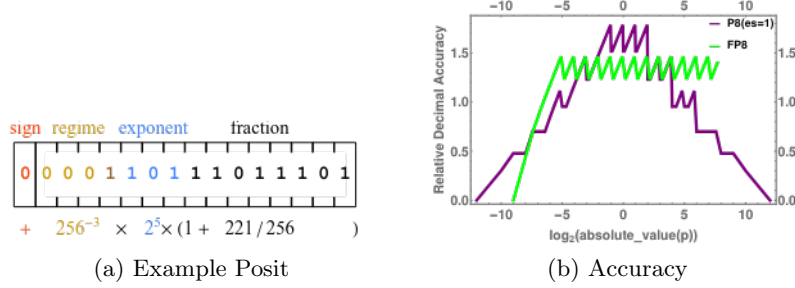 sign regime exponent fraction
0 0 0 0 1 1 0 1 1 1 0 1 1 1 0 1
+ 256⁻³ × 2⁵ × (1 + 221/256 )
(a) Example Posit
−10 −5 0 5 10
P8(es=1)
FP8
Relative Decimal Accuracy
1.5 1.5
1.0 1.0
0.5 0.5
0.0 0.0
−10 −5 0 5 10
log₂(absolute_value(p))
(b) Accuracy